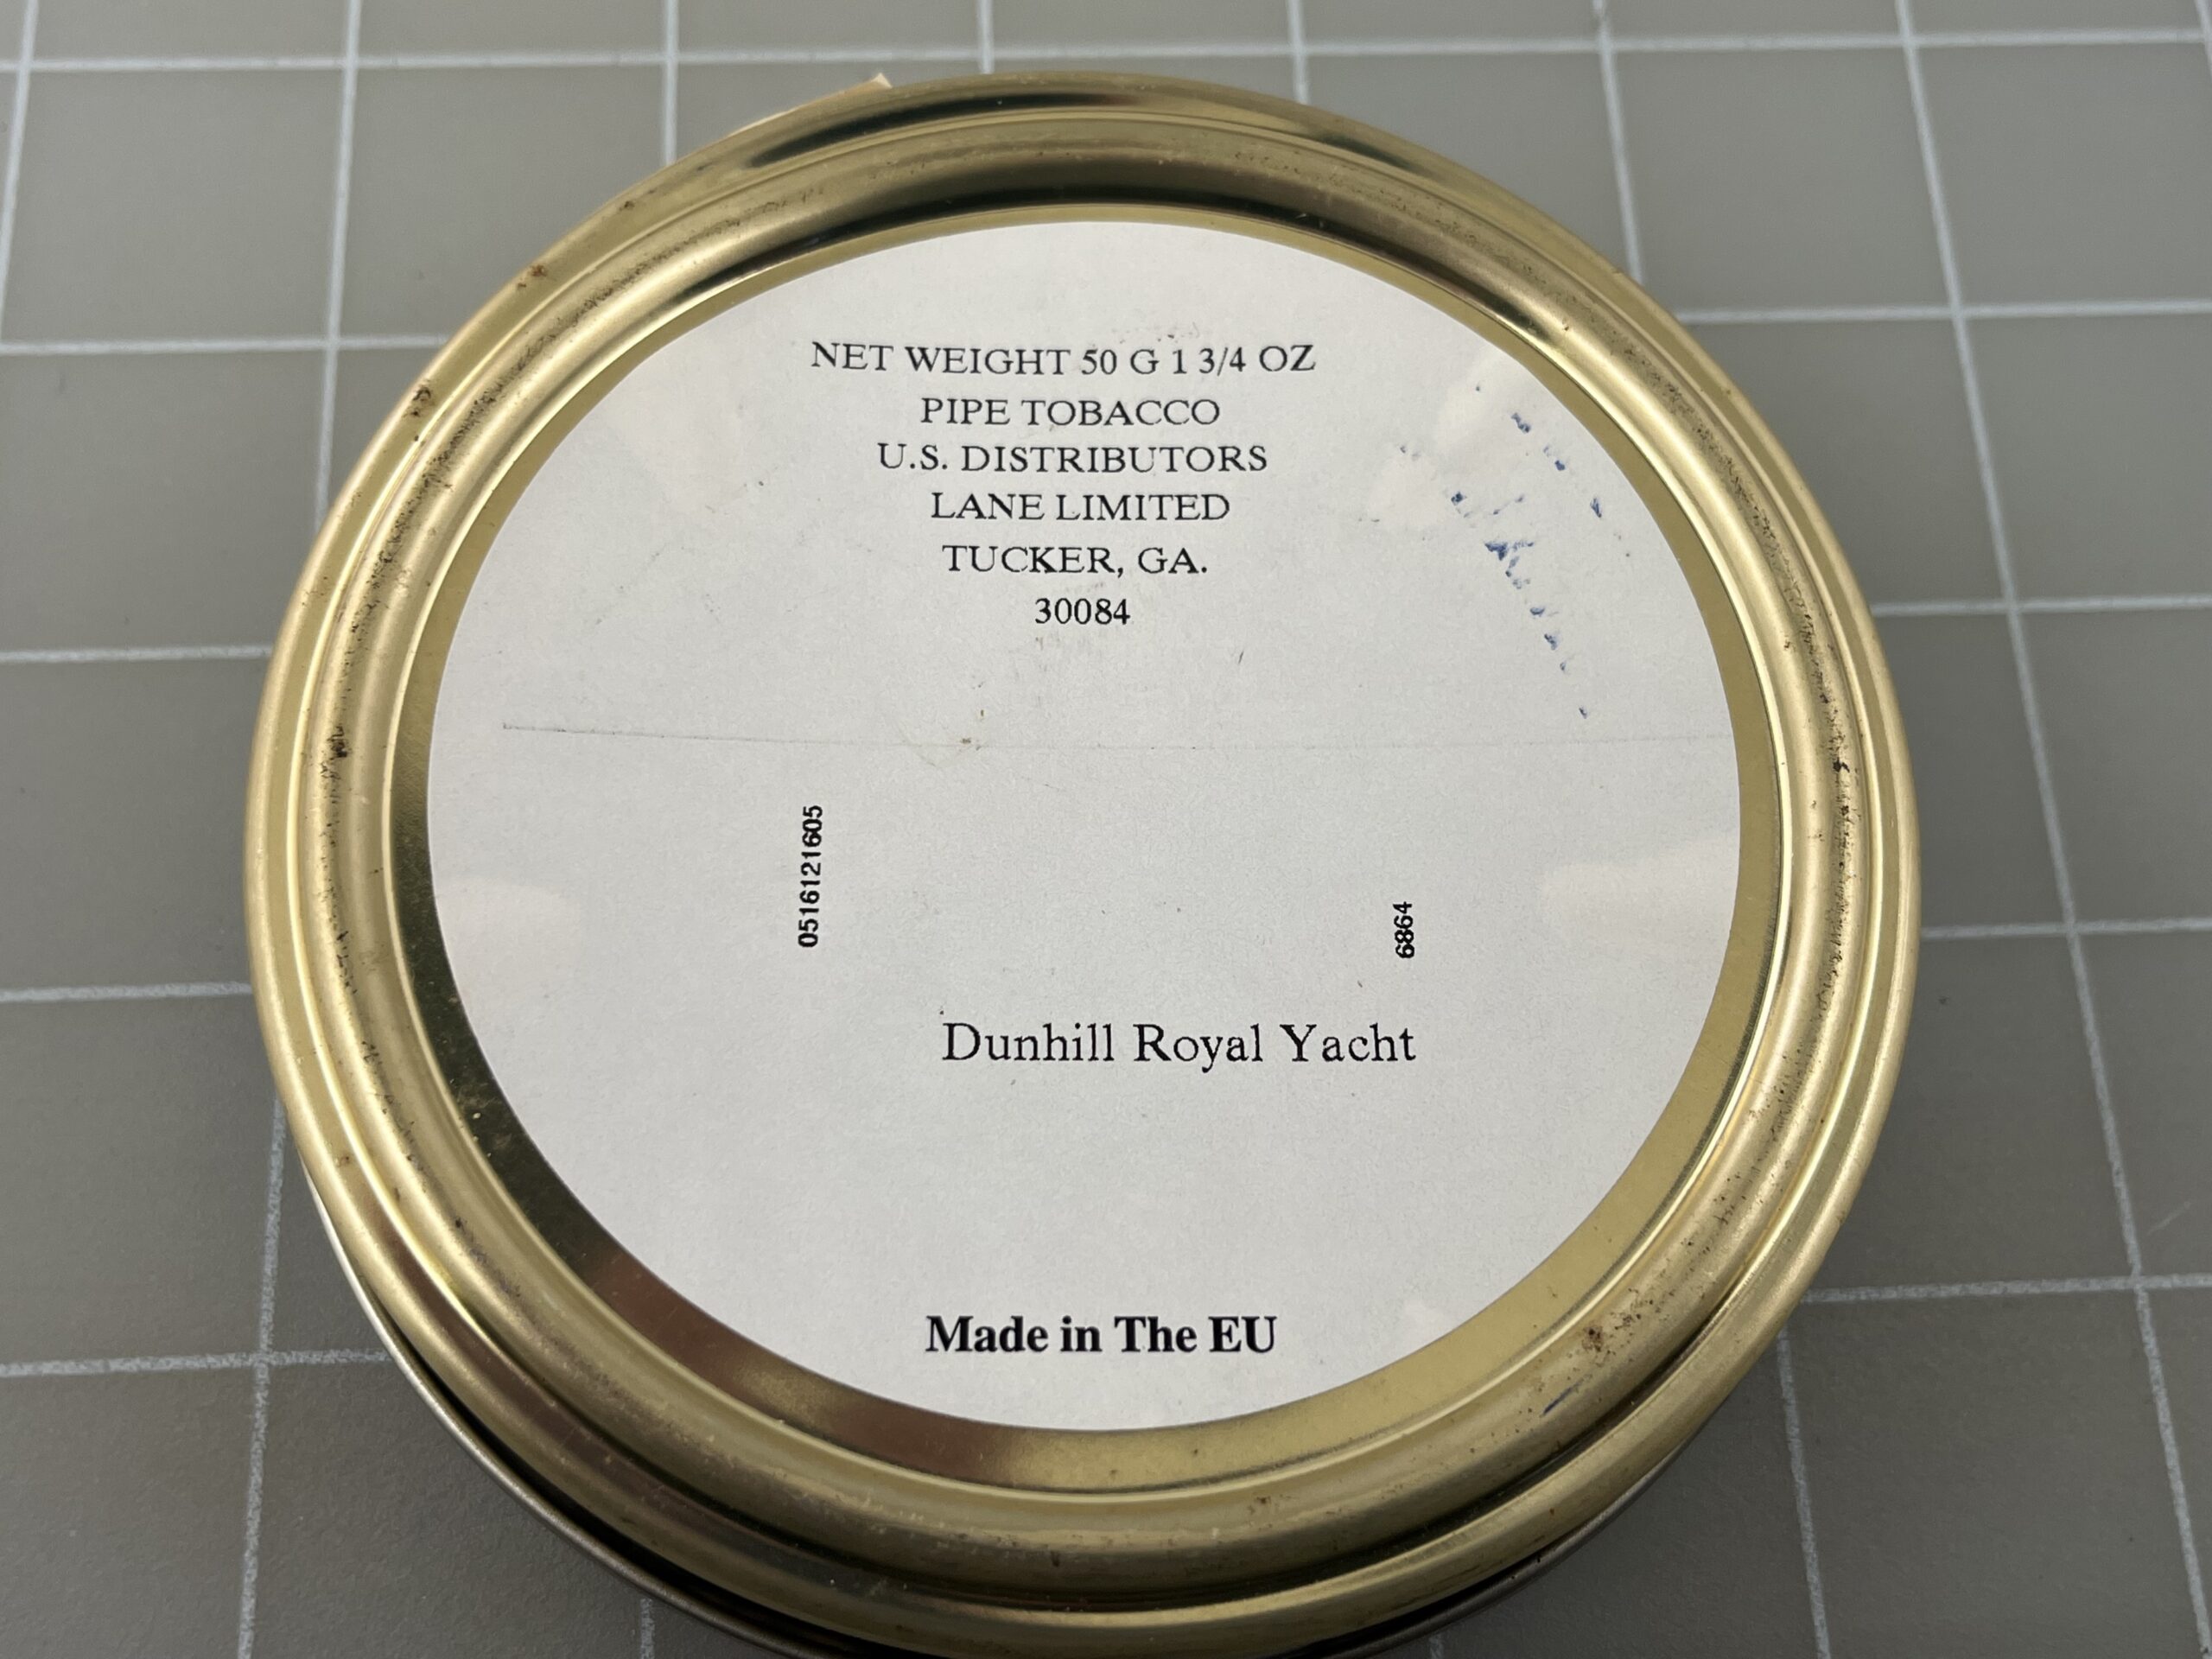 NET WEIGHT 50 G 1 3/4 OZ
PIPE TOBACCO
U.S. DISTRIBUTORS
LANE LIMITED
TUCKER, GA.
30084
0516121605
6864
Dunhill Royal Yacht
Made in The EU